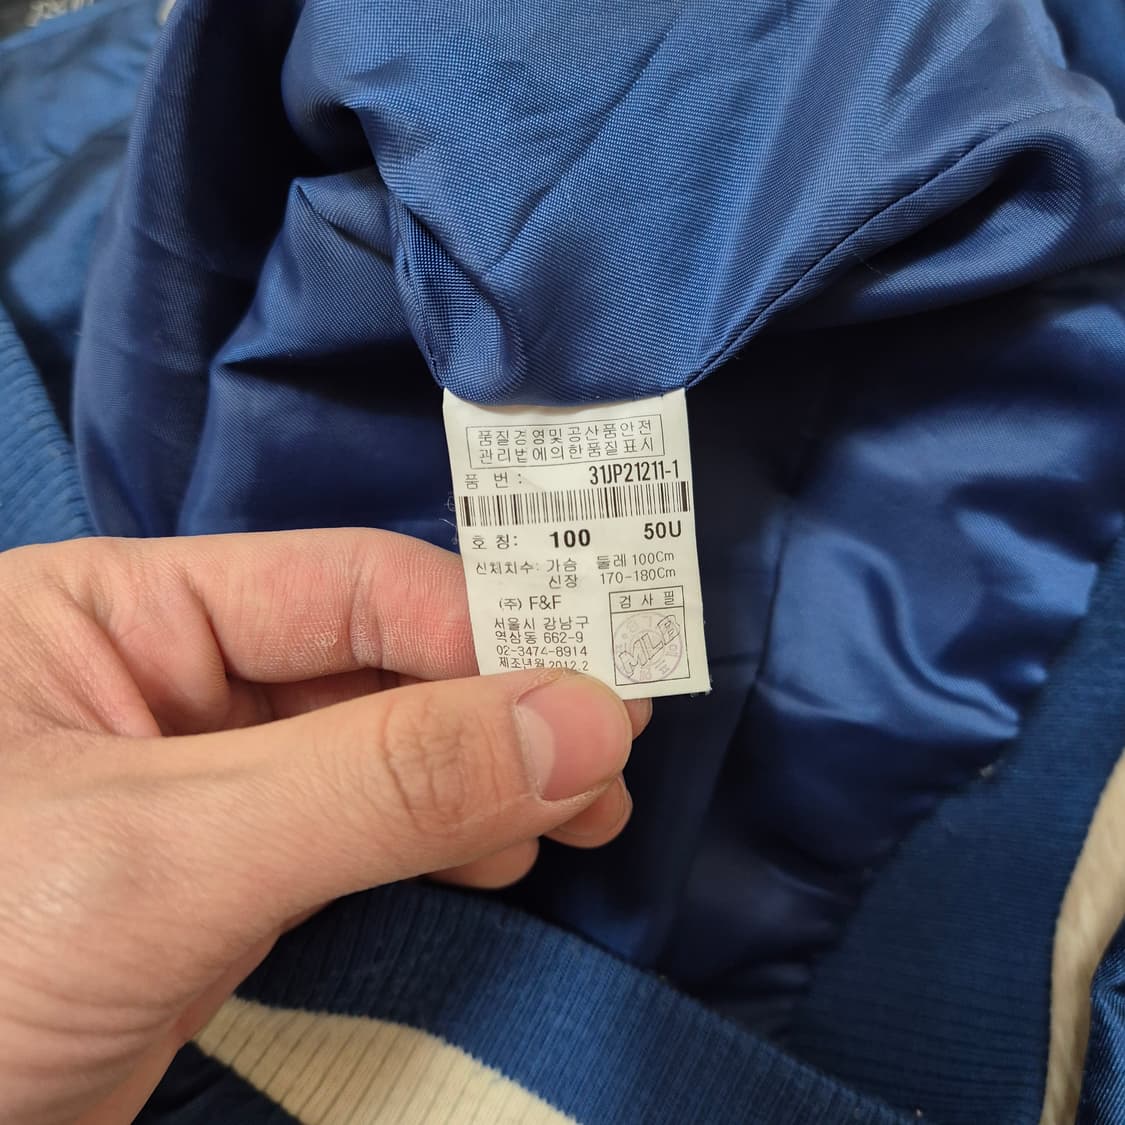 품질경영및공산품안전
관리법에의한품질표시
품 번 : 31JP21211-1
호 칭: 100 50U
신체치수: 가슴 둘레 100Cm
신장 170-180Cm
(주) F&F
서울시 강남구
역삼동 662-9
02-3474-8914
제조년월 2012.2
검 사 필
MLB